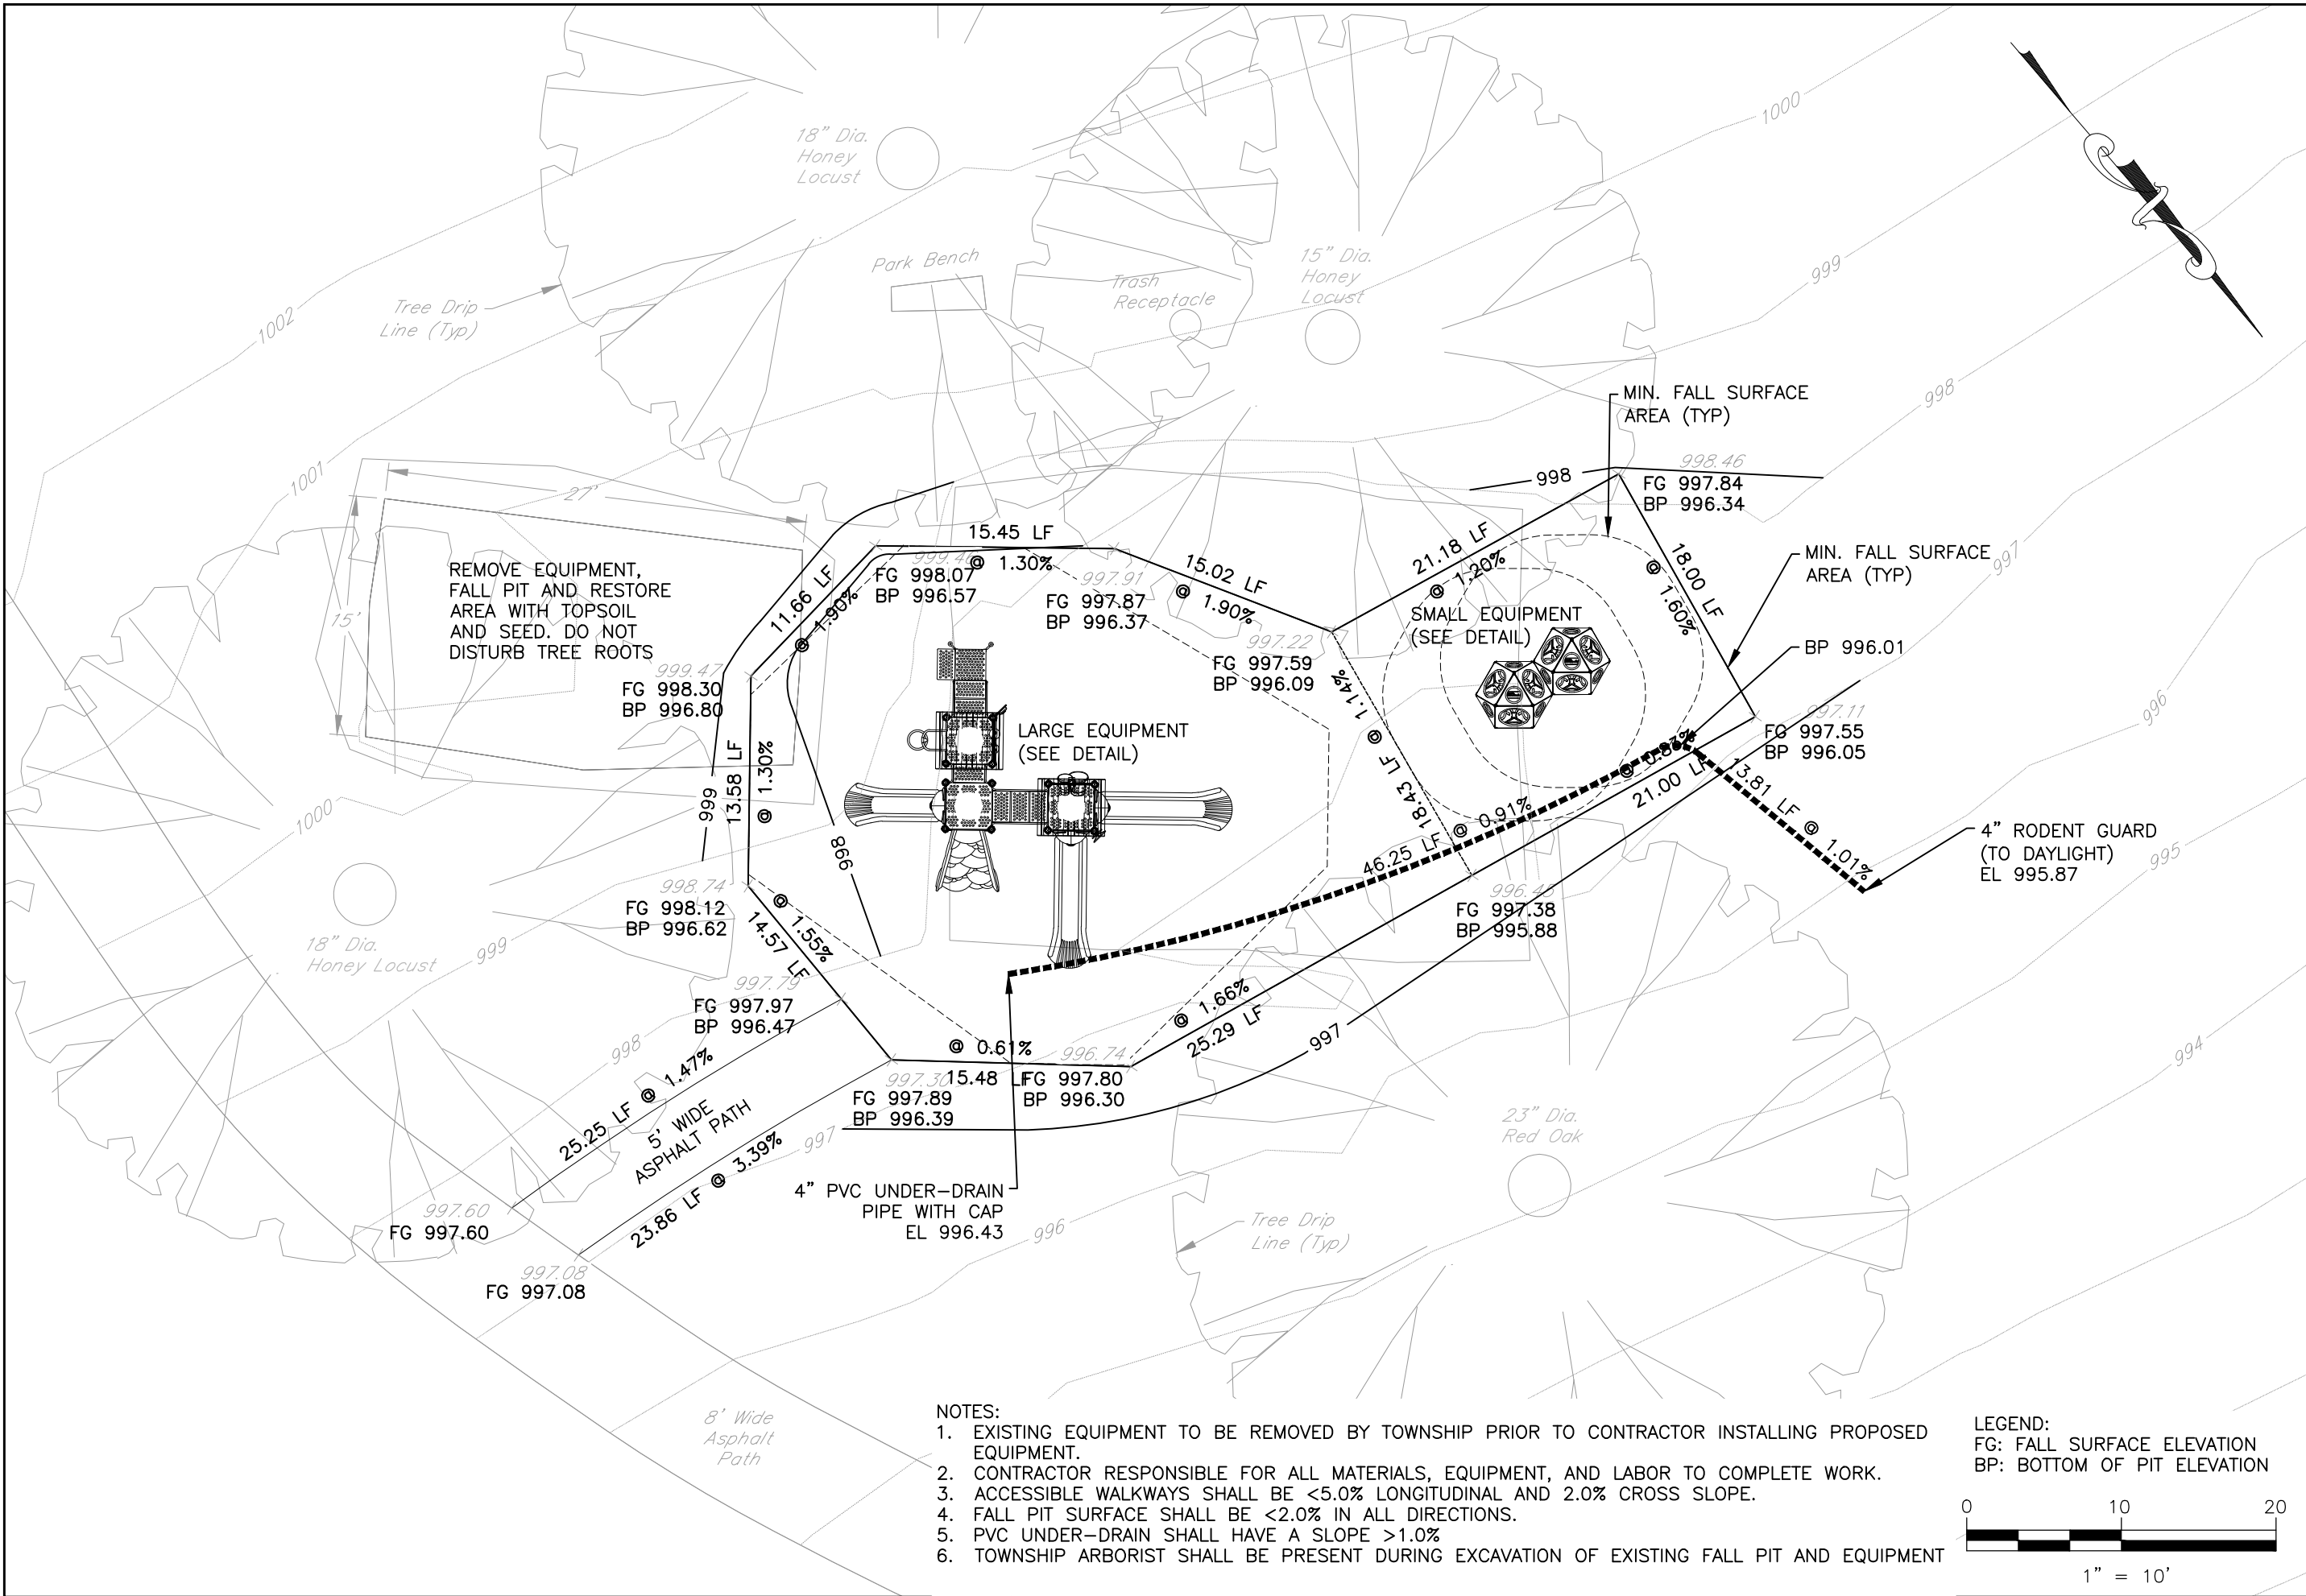 1000
18" Dia.
Honey
Locust
15" Dia.
Honey
Locust
Park Bench
Trash
Receptacle
999
Tree Drip
Line (Typ)
1002
998
MIN. FALL SURFACE
AREA (TYP)
1001
27'
998
998.46
FG 997.84
BP 996.34
15.45 LF
@ 1.30%
999.46
FG 998.07
BP 996.57
11.66 LF
@ 1.90%
997.91
FG 997.87
BP 996.37
15.02 LF
@ 1.90%
21.18 LF
@ 1.20%
18.00 LF
@ 1.60%
MIN. FALL SURFACE
AREA (TYP)
997
REMOVE EQUIPMENT,
FALL PIT AND RESTORE
AREA WITH TOPSOIL
AND SEED. DO NOT
DISTURB TREE ROOTS
15'
SMALL EQUIPMENT
(SEE DETAIL)
997.22
FG 997.59
BP 996.09
BP 996.01
999.47
FG 998.30
BP 996.80
LARGE EQUIPMENT
(SEE DETAIL)
18.43 LF @ 1.14%
997.11
FG 997.55
BP 996.05
996
999
13.58 LF
@ 1.30%
998
@ 0.87%
21.00 LF
13.81 LF @ 1.01%
46.25 LF @ 0.91%
4" RODENT GUARD
(TO DAYLIGHT)
EL 995.87
995
1000
998.74
FG 998.12
BP 996.62
14.57 LF
@ 1.55%
996.45
FG 997.38
BP 995.88
18" Dia.
Honey Locust
999
997.79
FG 997.97
BP 996.47
998
@ 1.66%
25.29 LF
997
994
@ 0.61%
15.48 LF
996.74
FG 997.80
BP 996.30
997.30
FG 997.89
BP 996.39
25.25 LF @ 1.47%
5' WIDE
ASPHALT PATH
997
23.86 LF @ 3.39%
23" Dia.
Red Oak
4" PVC UNDER-DRAIN
PIPE WITH CAP
EL 996.43
996
Tree Drip
Line (Typ)
997.60
FG 997.60
997.08
FG 997.08
8' Wide
Asphalt
Path
NOTES:
1. EXISTING EQUIPMENT TO BE REMOVED BY TOWNSHIP PRIOR TO CONTRACTOR INSTALLING PROPOSED
EQUIPMENT.
2. CONTRACTOR RESPONSIBLE FOR ALL MATERIALS, EQUIPMENT, AND LABOR TO COMPLETE WORK.
3. ACCESSIBLE WALKWAYS SHALL BE <5.0% LONGITUDINAL AND 2.0% CROSS SLOPE.
4. FALL PIT SURFACE SHALL BE <2.0% IN ALL DIRECTIONS.
5. PVC UNDER-DRAIN SHALL HAVE A SLOPE >1.0%
6. TOWNSHIP ARBORIST SHALL BE PRESENT DURING EXCAVATION OF EXISTING FALL PIT AND EQUIPMENT
LEGEND:
FG: FALL SURFACE ELEVATION
BP: BOTTOM OF PIT ELEVATION
0 10 20
1" = 10'